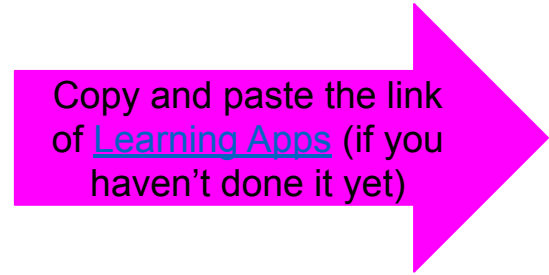 Copy and paste the link
of Learning Apps (if you
haven’t done it yet)